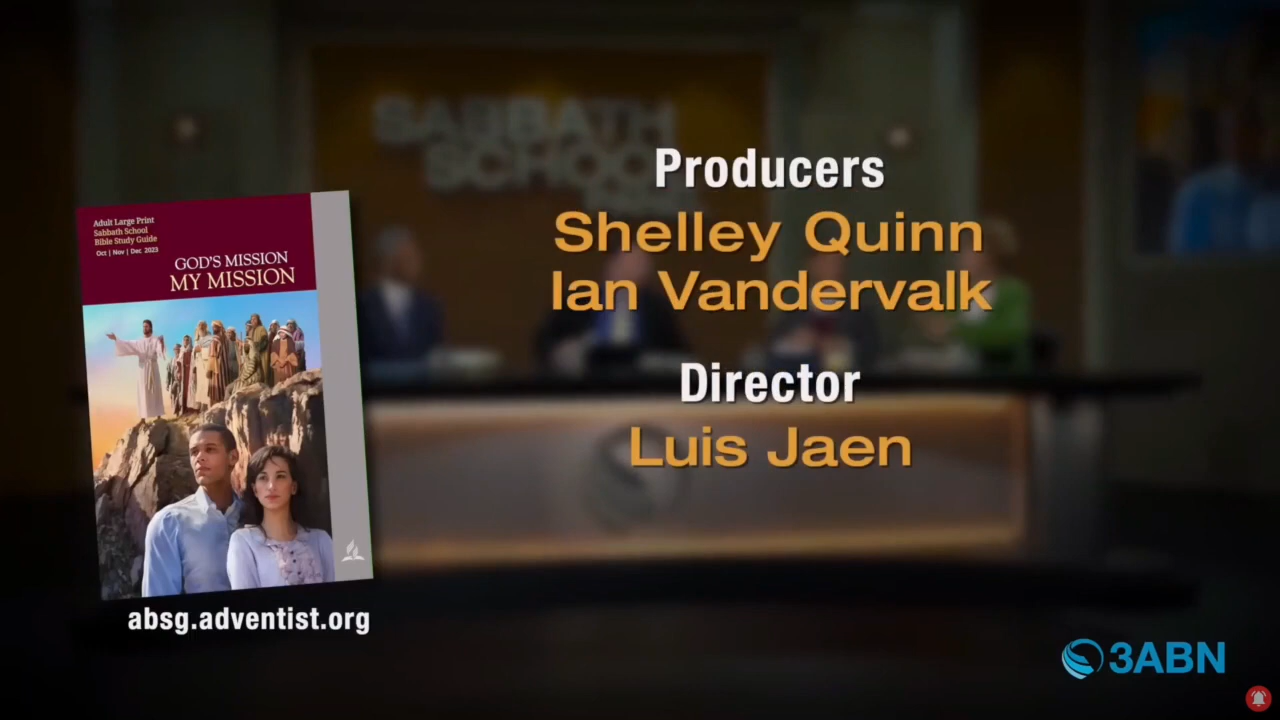 SABBATH
SCHOOL
Producers
Shelley Quinn
Ian Vandervalk
Director
Luis Jaen
Adult Large Print
Sabbath School
Bible Study Guide
Oct | Nov | Dec 2023
GOD'S MISSION
MY MISSION
absg.adventist.org
3ABN